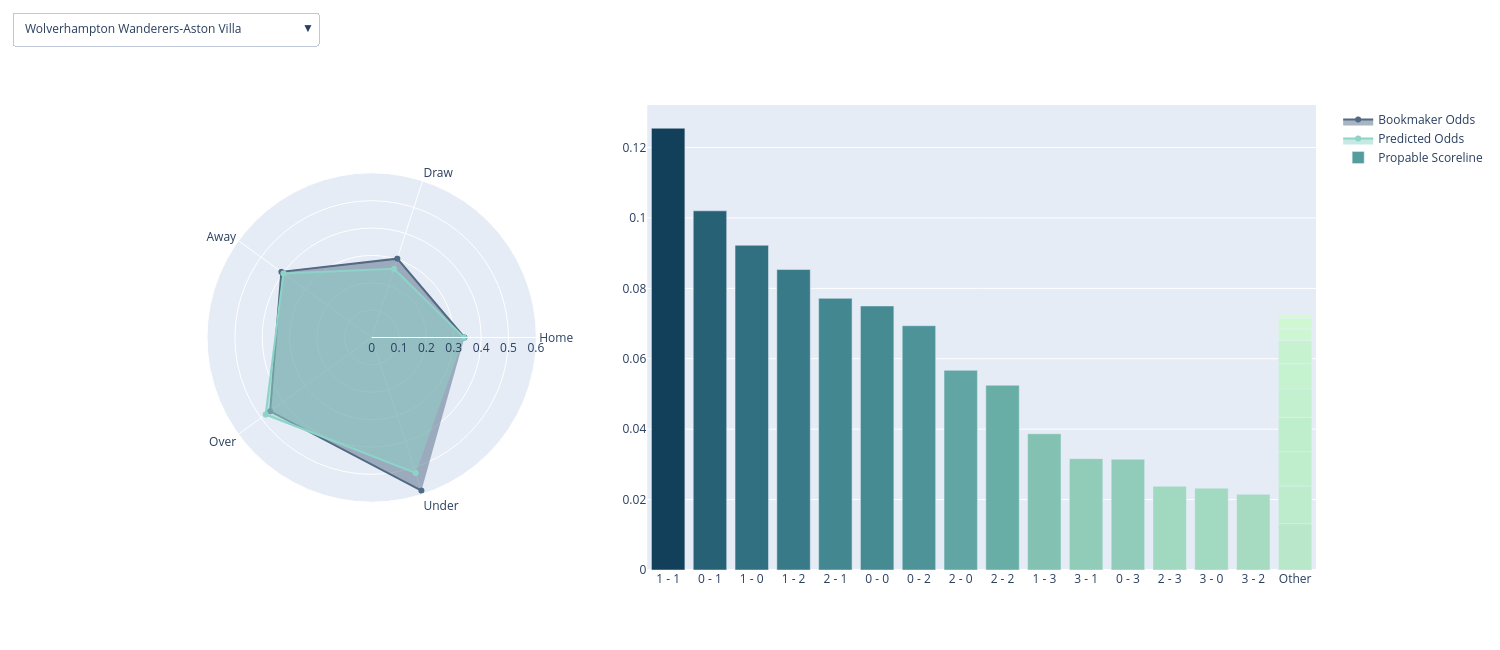 Wolverhampton Wanderers-Aston Villa ▼
Draw
Away
Home
Over
Under
0 0.1 0.2 0.3 0.4 0.5 0.6
0.12
0.1
0.08
0.06
0.04
0.02
0
1 - 1 0 - 1 1 - 0 1 - 2 2 - 1 0 - 0 0 - 2 2 - 0 2 - 2 1 - 3 3 - 1 0 - 3 2 - 3 3 - 0 3 - 2 Other
Bookmaker Odds
Predicted Odds
Propable Scoreline